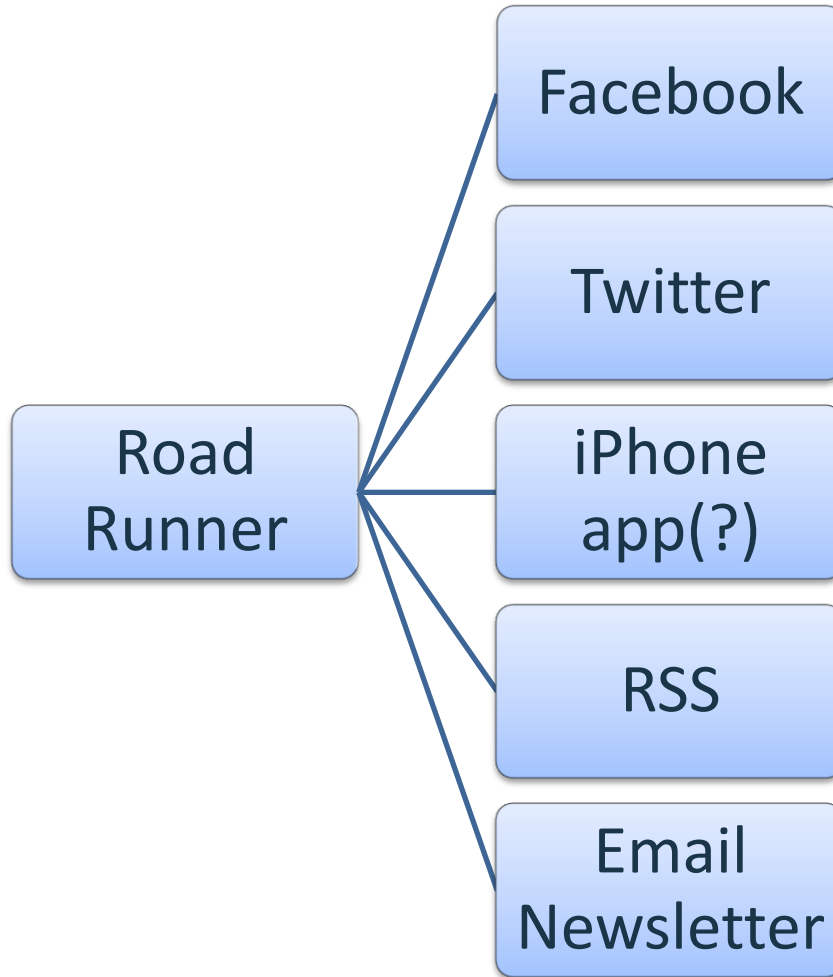 Facebook
Twitter
Road
Runner
iPhone
app(?)
RSS
Email
Newsletter